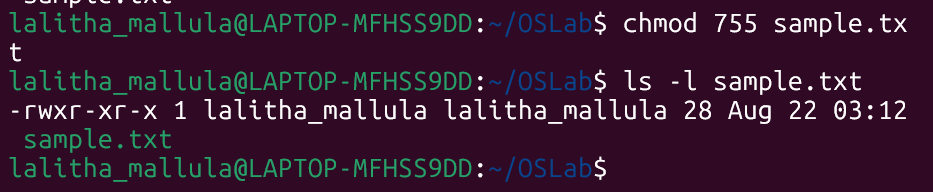 lalitha_mallula@LAPTOP-MFHSS9DD:~/OSLab$ chmod 755 sample.tx
t
lalitha_mallula@LAPTOP-MFHSS9DD:~/OSLab$ ls -l sample.txt
-rwxr-xr-x 1 lalitha_mallula lalitha_mallula 28 Aug 22 03:12
sample.txt
lalitha_mallula@LAPTOP-MFHSS9DD:~/OSLab$